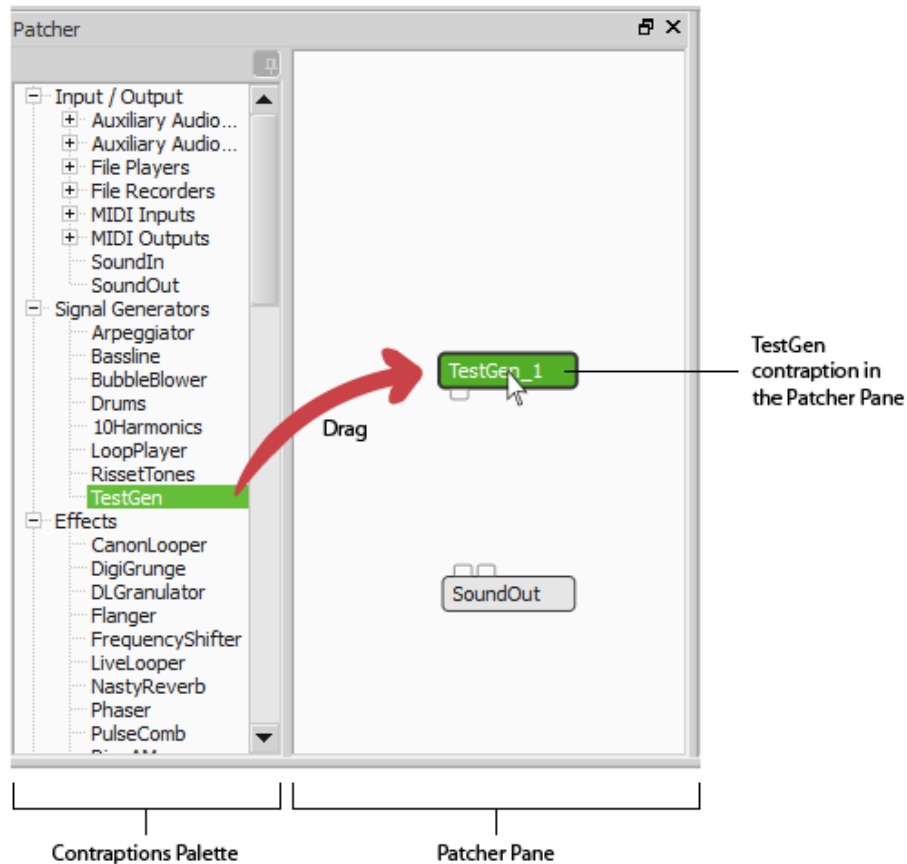 Patcher
Input / Output
Auxiliary Audio...
Auxiliary Audio...
File Players
File Recorders
MIDI Inputs
MIDI Outputs
SoundIn
SoundOut
Signal Generators
Arpeggiator
Bassline
BubbleBlower
Drums
10Harmonics
LoopPlayer
RissetTones
TestGen
Effects
CanonLooper
DigiGrunge
DLGranulator
Flanger
FrequencyShifter
LiveLooper
NastyReverb
Phaser
PulseComb
Drag
TestGen_1
SoundOut
TestGen
contraption in
the Patcher Pane
Contraptions Palette
Patcher Pane